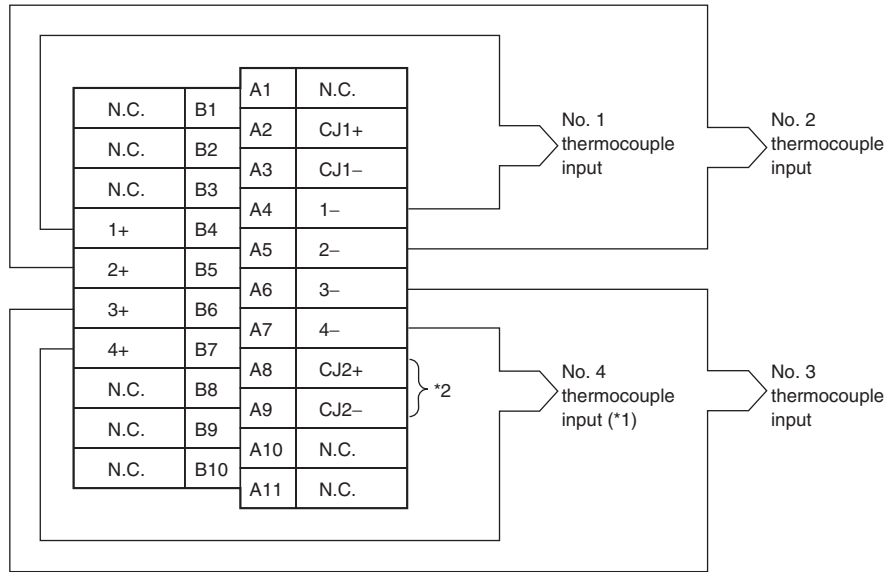 A1 N.C.
N.C. B1
A2 CJ1+
N.C. B2
A3 CJ1−
N.C. B3
A4 1−
1+ B4
A5 2−
2+ B5
A6 3−
3+ B6
A7 4−
4+ B7
A8 CJ2+
N.C. B8
A9 CJ2−
N.C. B9
A10 N.C.
N.C. B10
A11 N.C.
*2
No. 1
thermocouple
input
No. 2
thermocouple
input
No. 4
thermocouple
input (*1)
No. 3
thermocouple
input